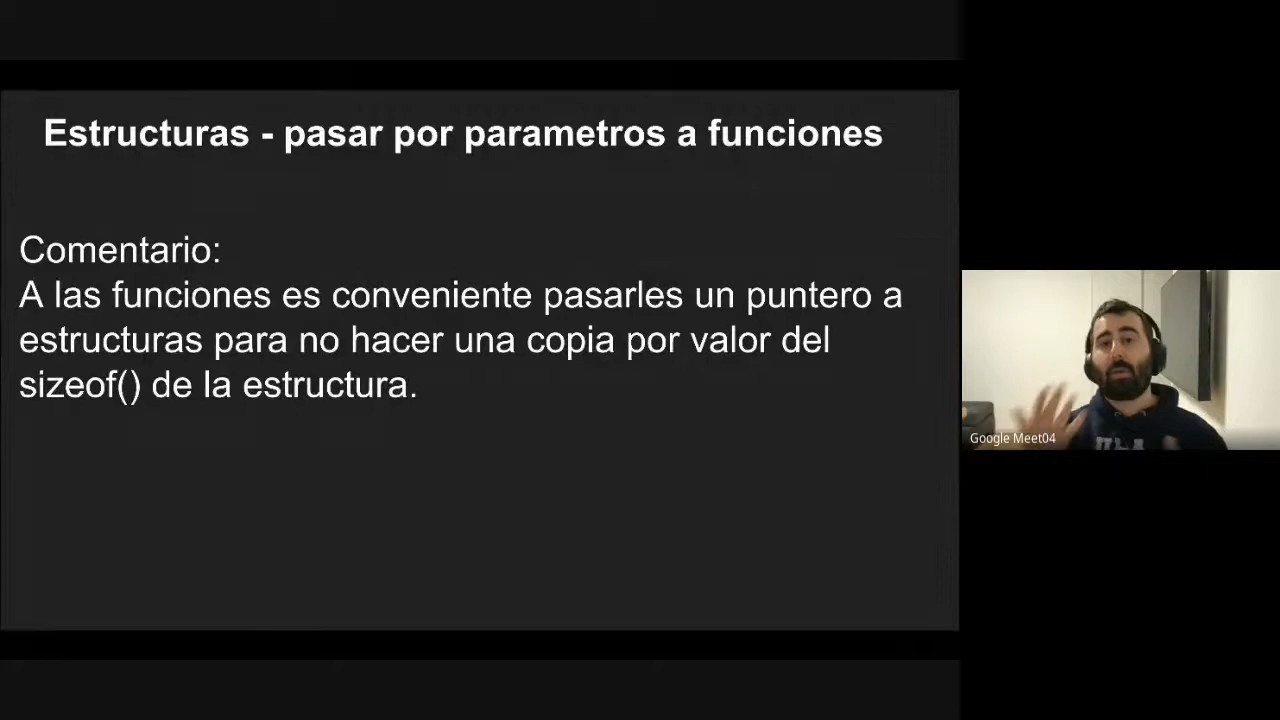 Estructuras - pasar por parametros a funciones
Comentario:
A las funciones es conveniente pasarles un puntero a
estructuras para no hacer una copia por valor del
sizeof() de la estructura.
Google Meet04